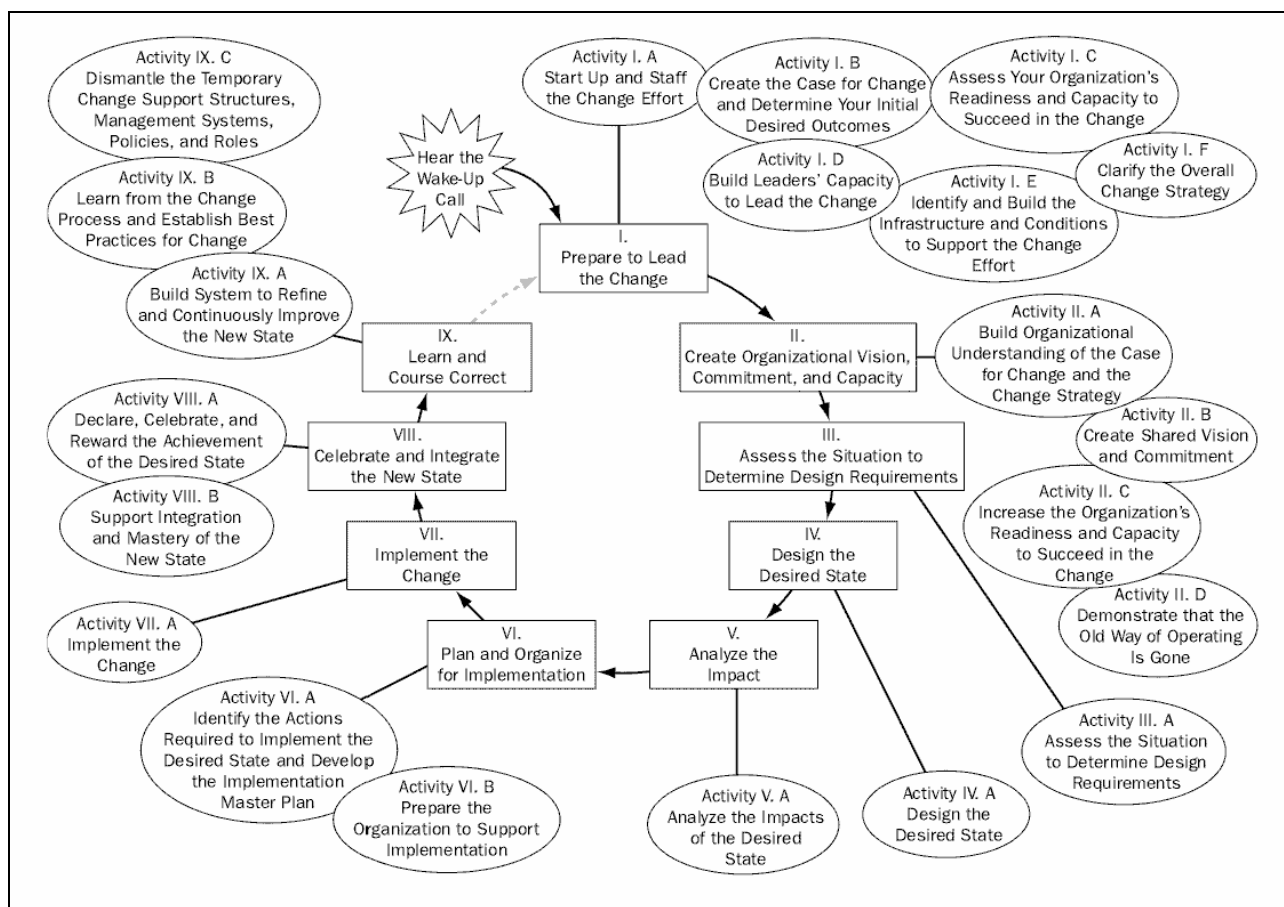 Activity IX. C
Dismantle the Temporary
Change Support Structures,
Management Systems,
Policies, and Roles
Activity IX. B
Learn from the Change
Process and Establish Best
Practices for Change
Activity IX. A
Build System to Refine
and Continuously Improve
the New State
Hear the
Wake-Up
Call
Activity I. A
Start Up and Staff
the Change Effort
Activity I. B
Create the Case for Change
and Determine Your Initial
Desired Outcomes
Activity I. C
Assess Your Organization's
Readiness and Capacity to
Succeed in the Change
Activity I. D
Build Leaders' Capacity
to Lead the Change
Activity I. E
Identify and Build the
Infrastructure and Conditions
to Support the Change
Effort
Activity I. F
Clarify the Overall
Change Strategy
I.
Prepare to Lead
the Change
II.
Create Organizational Vision,
Commitment, and Capacity
Activity II. A
Build Organizational
Understanding of the Case
for Change and the
Change Strategy
Activity II. B
Create Shared Vision
and Commitment
Activity II. C
Increase the Organization's
Readiness and Capacity
to Succeed in the
Change
Activity II. D
Demonstrate that the
Old Way of Operating
Is Gone
III.
Assess the Situation to
Determine Design Requirements
Activity III. A
Assess the Situation
to Determine Design
Requirements
IV.
Design the
Desired State
Activity IV. A
Design the
Desired State
V.
Analyze the
Impact
Activity V. A
Analyze the Impacts
of the Desired
State
VI.
Plan and Organize
for Implementation
Activity VI. A
Identify the Actions
Required to Implement the
Desired State and Develop
the Implementation
Master Plan
Activity VI. B
Prepare the
Organization to Support
Implementation
VII.
Implement the
Change
Activity VII. A
Implement the
Change
VIII.
Celebrate and Integrate
the New State
Activity VIII. A
Declare, Celebrate, and
Reward the Achievement
of the Desired State
Activity VIII. B
Support Integration
and Mastery of the
New State
IX.
Learn and
Course Correct